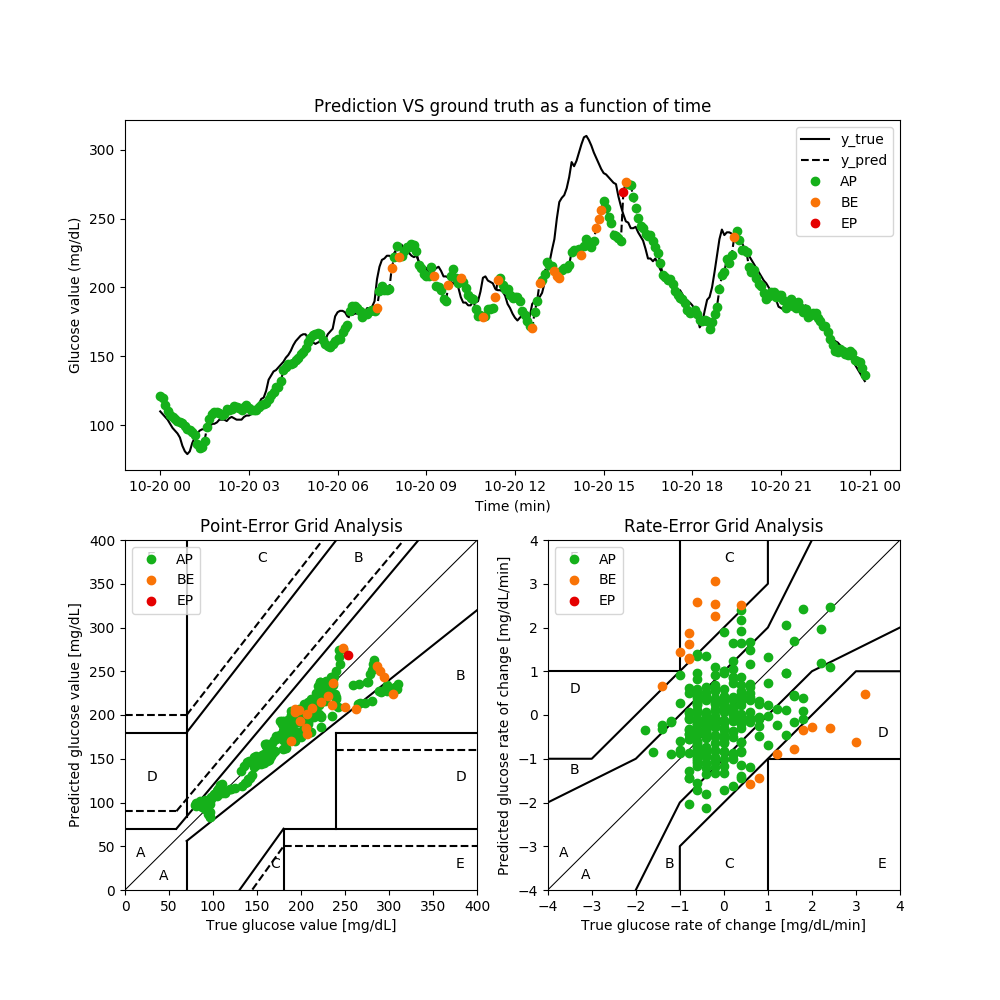 Prediction VS ground truth as a function of time
Glucose value (mg/dL)
300
250
200
150
100
y_true
y_pred
AP
BE
EP
10-20 00 10-20 03 10-20 06 10-20 09 10-20 12 10-20 15 10-20 18 10-20 21 10-21 00
Time (min)
Point-Error Grid Analysis
Predicted glucose value [mg/dL]
400
350
300
250
200
150
100
50
0
AP
BE
EP
C
B
B
D
D
A
A
C
E
0 50 100 150 200 250 300 350 400
True glucose value [mg/dL]
Rate-Error Grid Analysis
Predicted glucose rate of change [mg/dL/min]
4
3
2
1
0
−1
−2
−3
−4
AP
BE
EP
C
D
D
B
A
A
B
C
E
−4 −3 −2 −1 0 1 2 3 4
True glucose rate of change [mg/dL/min]